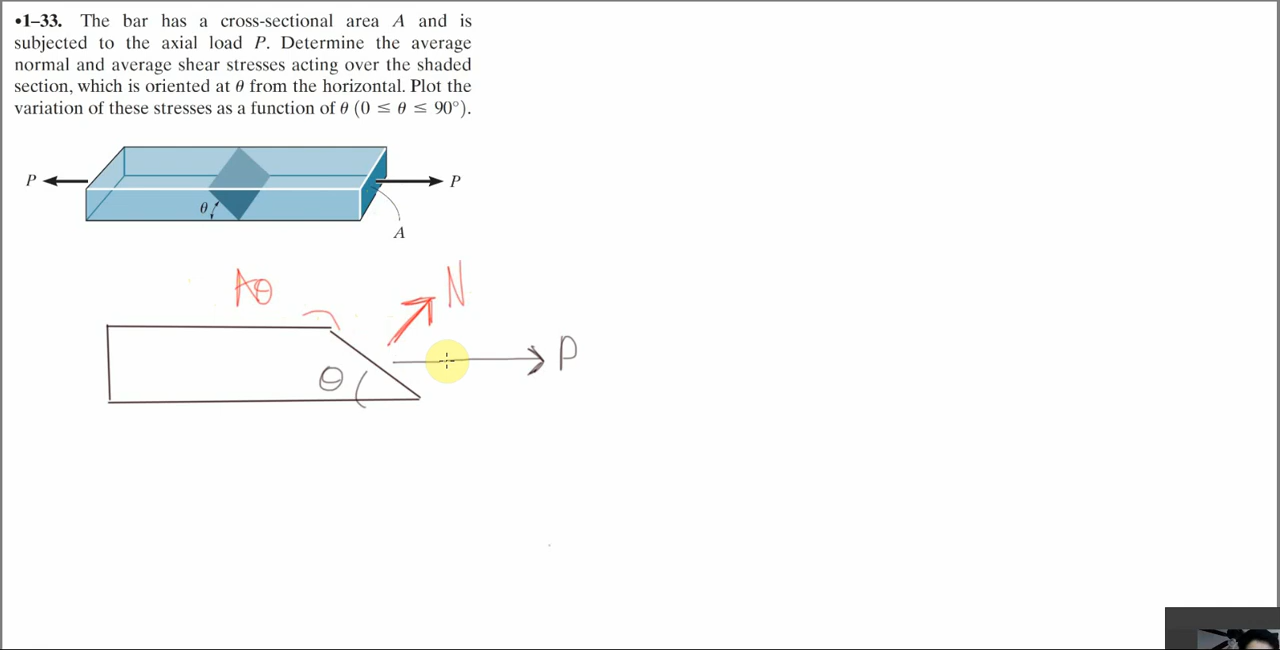 •1–33. The bar has a cross-sectional area A and is
subjected to the axial load P. Determine the average
normal and average shear stresses acting over the shaded
section, which is oriented at θ from the horizontal. Plot the
variation of these stresses as a function of θ (0 ≤ θ ≤ 90°).
P
P
θ
A
Aθ
N
P
θ